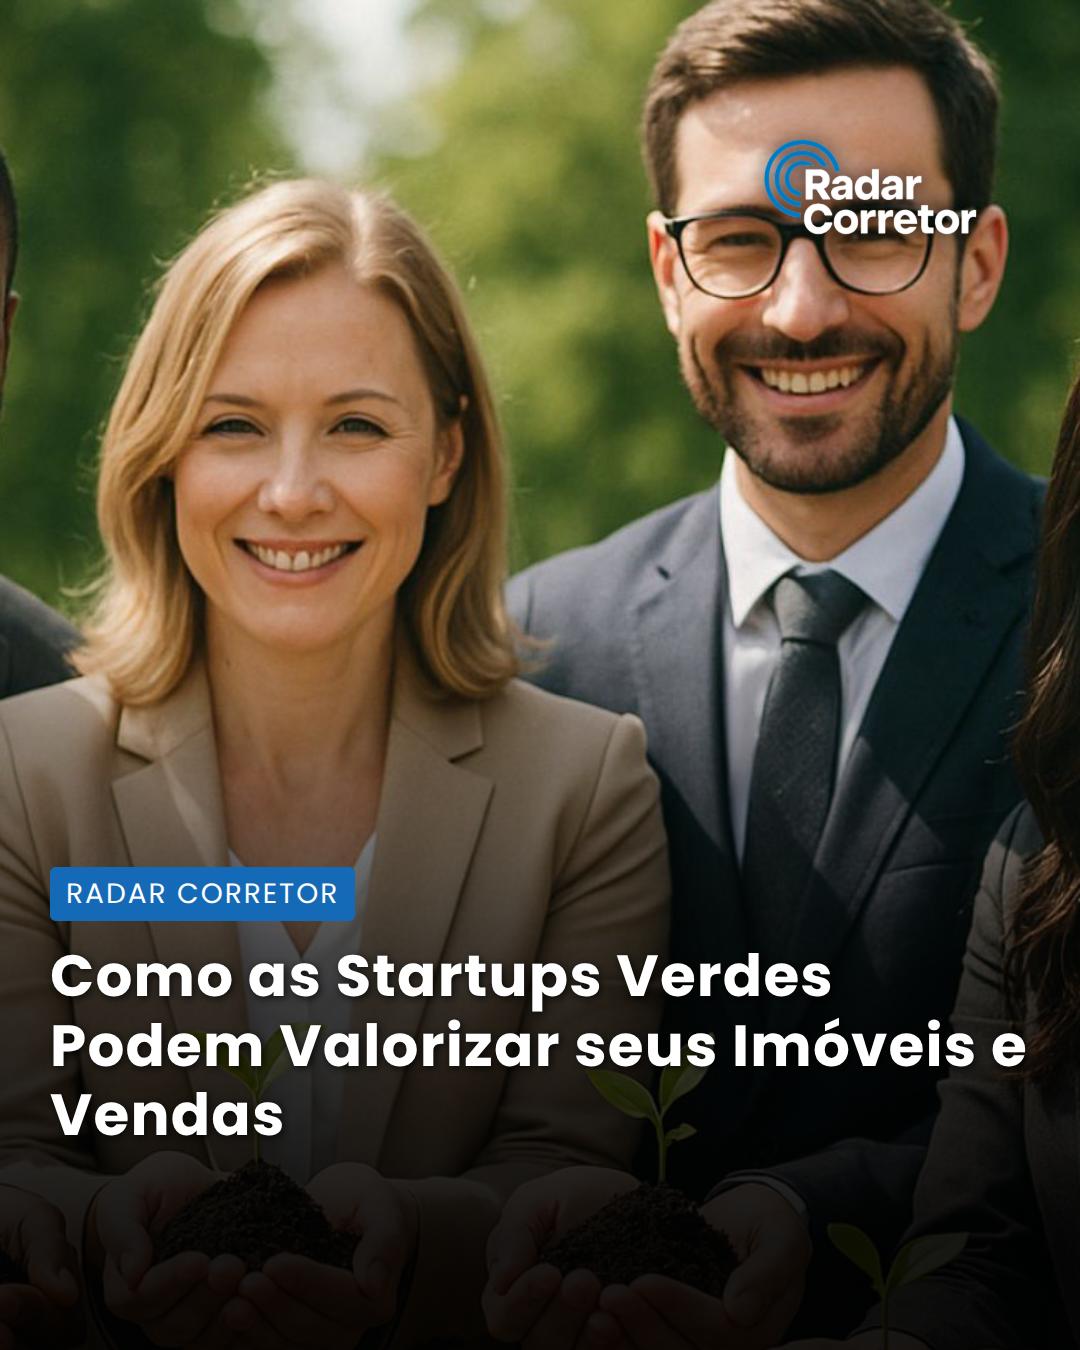 Radar
Corretor
RADAR CORRETOR
Como as Startups Verdes
Podem Valorizar seus Imóveis e
Vendas